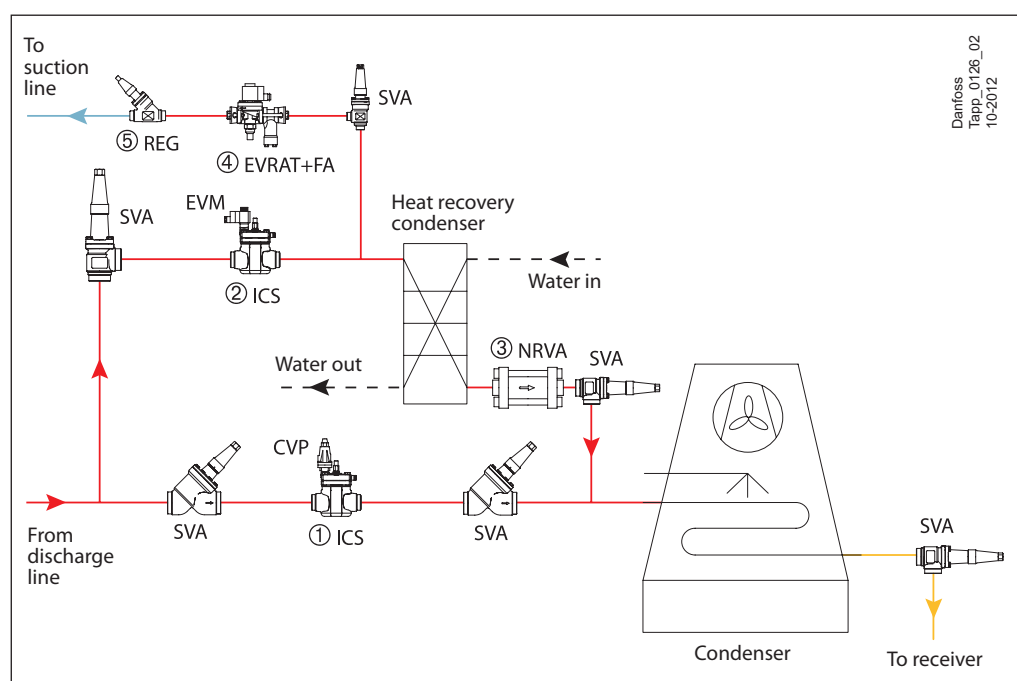 To
suction
line
SVA
⑤ REG
④ EVRAT+FA
Danfoss
Tapp_0126_02
10-2012
SVA
EVM
Heat recovery
condenser
② ICS
Water in
Water out
③ NRVA
SVA
CVP
SVA
① ICS
SVA
From
discharge
line
SVA
Condenser
To receiver